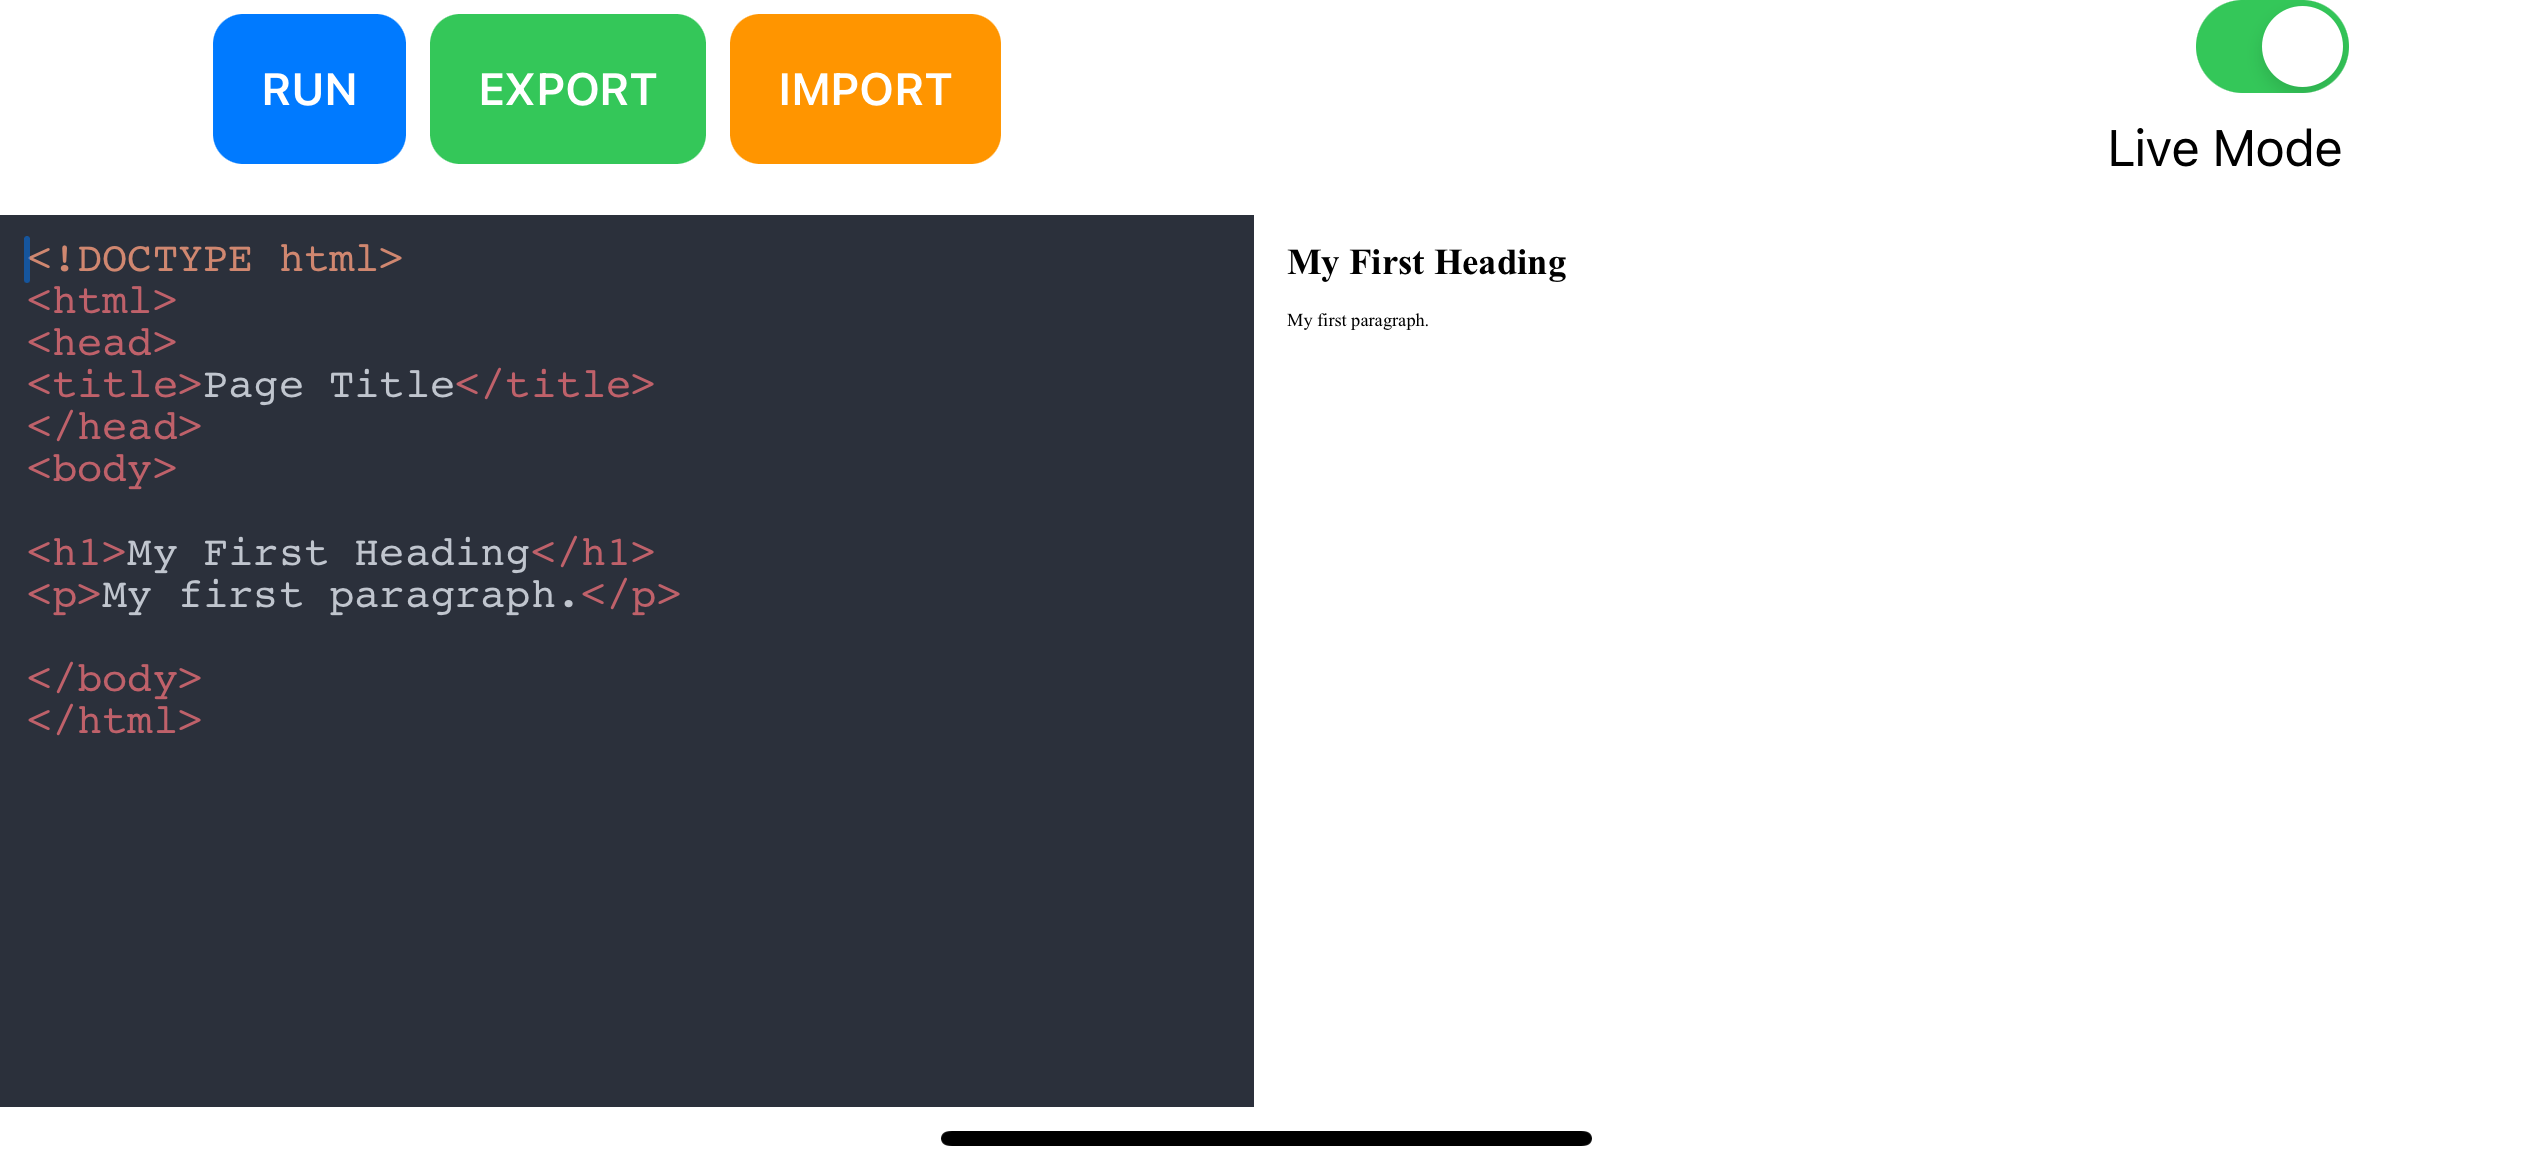 RUN EXPORT IMPORT
Live Mode
<!DOCTYPE html>
<html>
<head>
<title>Page Title</title>
</head>
<body>
<h1>My First Heading</h1>
<p>My first paragraph.</p>
</body>
</html>
My First Heading
My first paragraph.